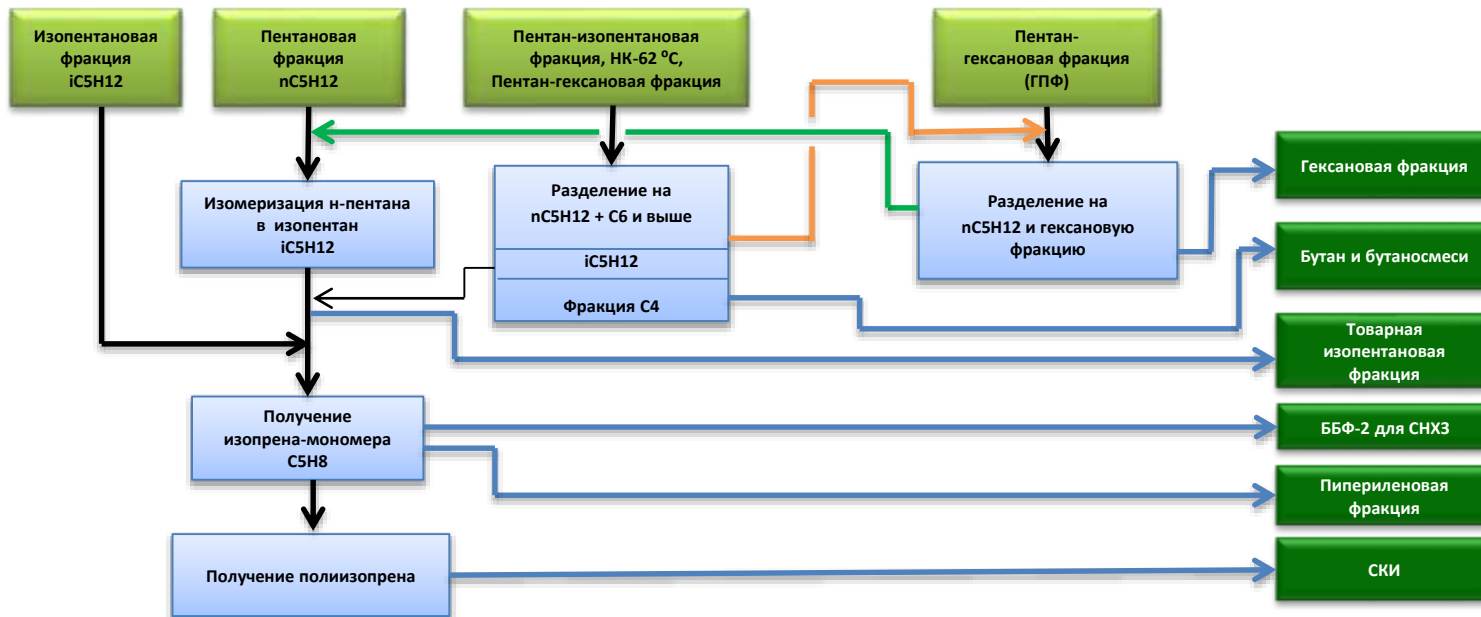 Изопентановая
фракция
iC5H12
Пентановая
фракция
nC5H12
Пентан-изопентановая
фракция, НК-62 ⁰С,
Пентан-гексановая фракция
Пентан-
гексановая фракция
(ГПФ)
Изомеризация н-пентана
в изопентан
iC5H12
Разделение на
nC5H12 + С6 и выше
iC5H12
Фракция С4
Разделение на
nC5H12 и гексановую
фракцию
Гексановая фракция
Бутан и бутаносмеси
Товарная
изопентановая
фракция
Получение
изопрена-мономера
С5Н8
ББФ-2 для СНХЗ
Пипериленовая
фракция
Получение полиизопрена
СКИ